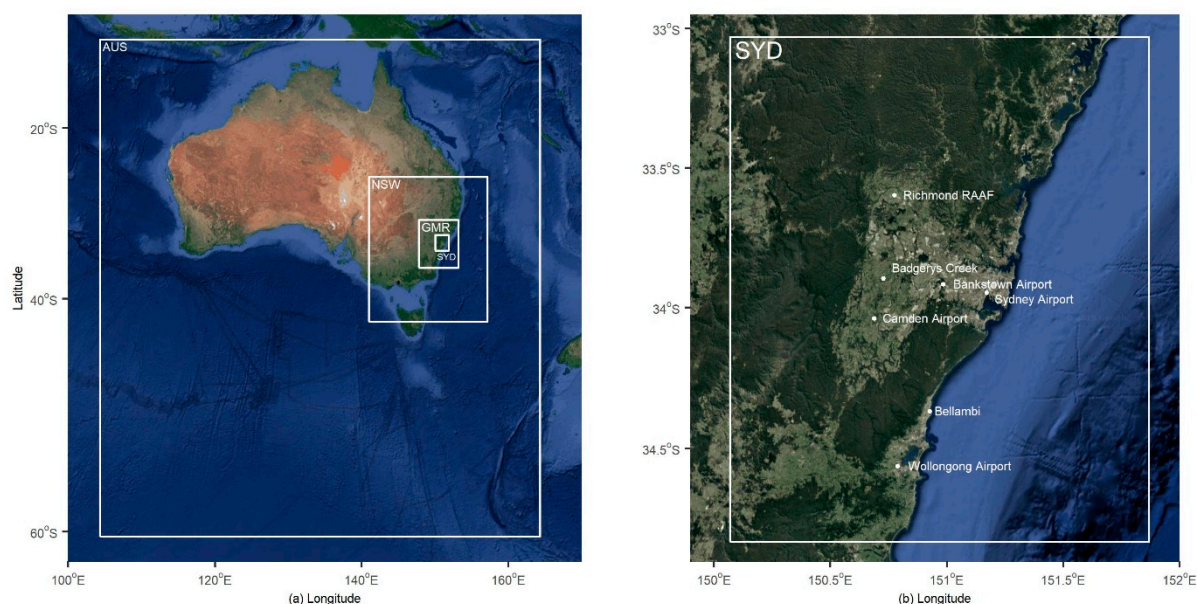 AUS
NSW
GMR
SYD
20°S
40°S
60°S
Latitude
100°E
120°E
140°E
160°E
(a) Longitude
SYD
Richmond RAAF
Badgerys Creek
Bankstown Airport
Sydney Airport
Camden Airport
Bellambi
Wollongong Airport
33°S
33.5°S
34°S
34.5°S
150°E
150.5°E
151°E
151.5°E
152°E
(b) Longitude